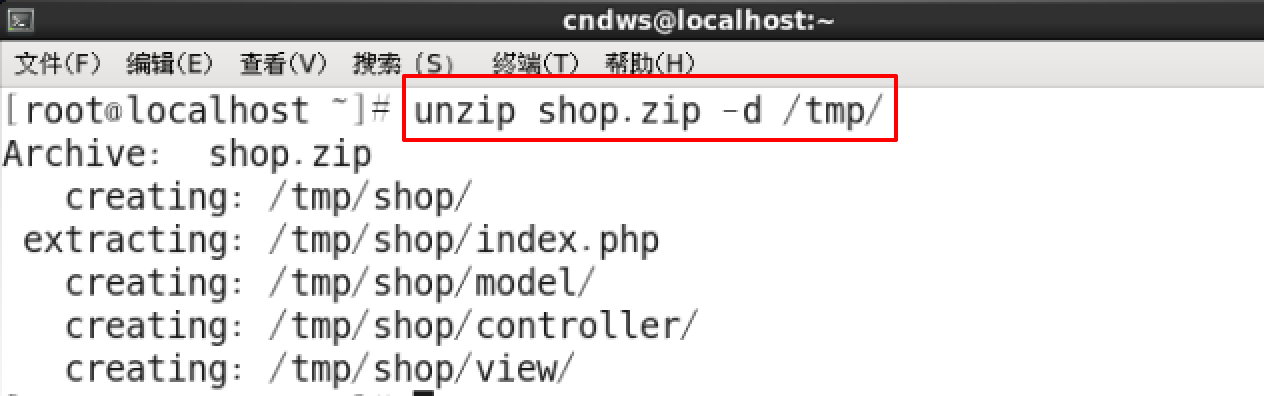 cndws@localhost:~
文件(F) 编辑(E) 查看(V) 搜索 (S) 终端(T) 帮助(H)
[root@localhost ~]# unzip shop.zip -d /tmp/
Archive:  shop.zip
   creating: /tmp/shop/
 extracting: /tmp/shop/index.php
   creating: /tmp/shop/model/
   creating: /tmp/shop/controller/
   creating: /tmp/shop/view/